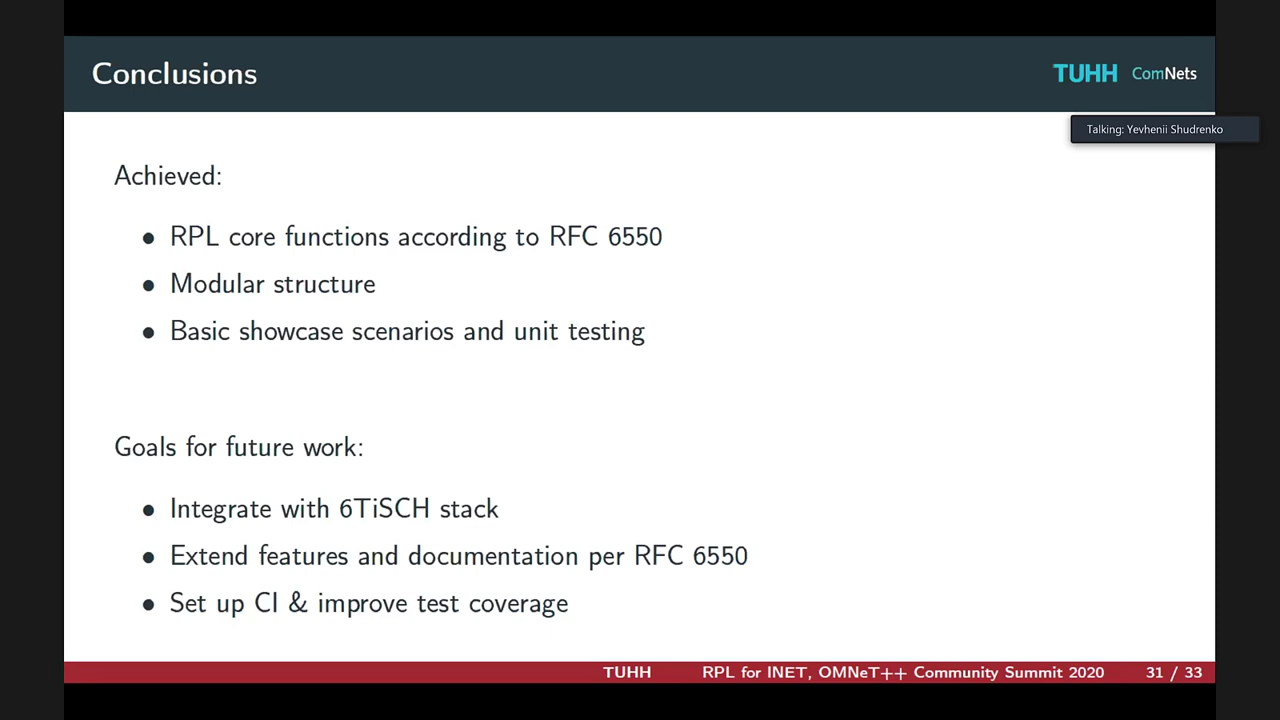 Conclusions
TUHH ComNets
Talking: Yevhenii Shudrenko
Achieved:
• RPL core functions according to RFC 6550
• Modular structure
• Basic showcase scenarios and unit testing
Goals for future work:
• Integrate with 6TiSCH stack
• Extend features and documentation per RFC 6550
• Set up CI & improve test coverage
TUHH RPL for INET, OMNeT++ Community Summit 2020 31 / 33